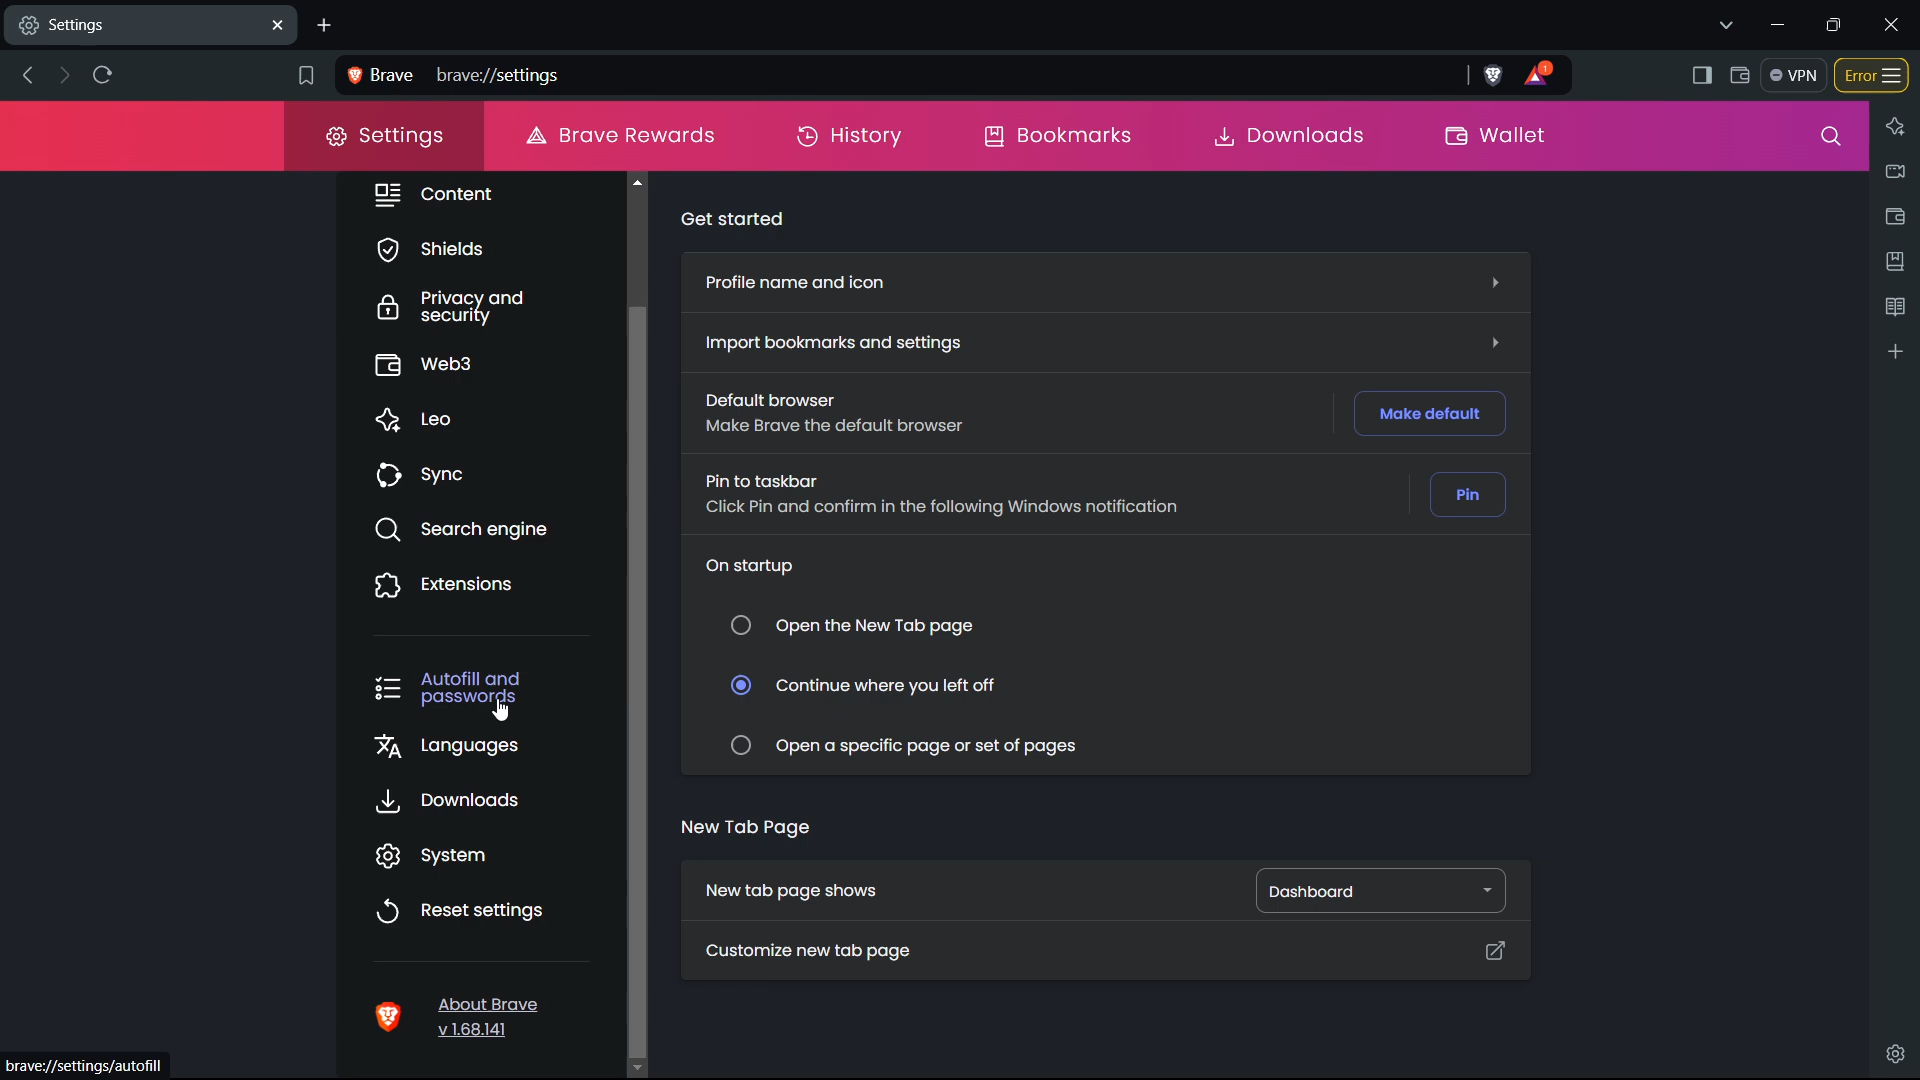 Settings
Brave brave://settings
1
VPN
Error
Settings
Brave Rewards
History
Bookmarks
Downloads
Wallet
Content
Shields
Privacy and
security
Web3
Leo
Sync
Search engine
Extensions
Autofill and
passwords
Languages
Downloads
System
Reset settings
About Brave
v 1.68.141
Get started
Profile name and icon
Import bookmarks and settings
Default browser
Make Brave the default browser
Make default
Pin to taskbar
Click Pin and confirm in the following Windows notification
Pin
On startup
Open the New Tab page
Continue where you left off
Open a specific page or set of pages
New Tab Page
New tab page shows
Dashboard
Customize new tab page
brave://settings/autofill